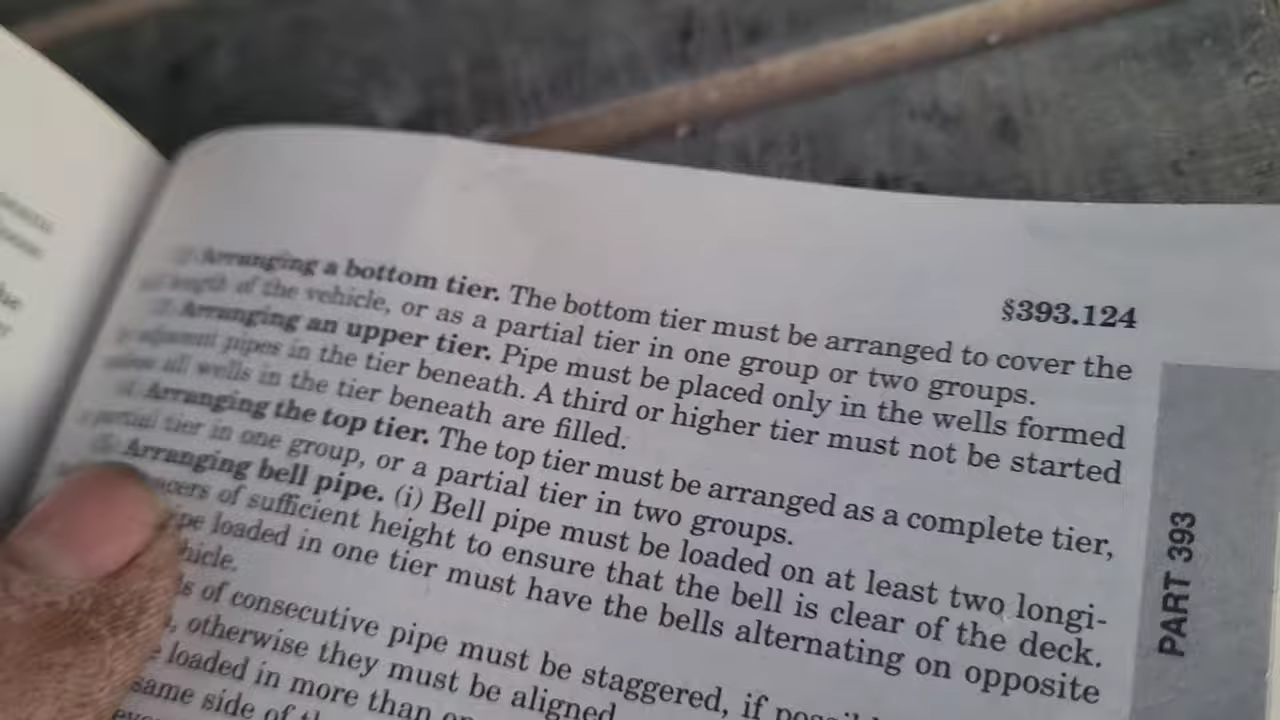 §393.124
Arranging a bottom tier. The bottom tier must be arranged to cover the
length of the vehicle, or as a partial tier in one group or two groups.
Arranging an upper tier. Pipe must be placed only in the wells formed
adjacent pipes in the tier beneath. A third or higher tier must not be started
all wells in the tier beneath are filled.
Arranging the top tier. The top tier must be arranged as a complete tier,
partial tier in one group, or a partial tier in two groups.
Arranging bell pipe. (i) Bell pipe must be loaded on at least two longi-
of sufficient height to ensure that the bell is clear of the deck.
loaded in one tier must have the bells alternating on opposite
of consecutive pipe must be staggered, if
otherwise they must be aligned
loaded in more than
same side of
PART 393